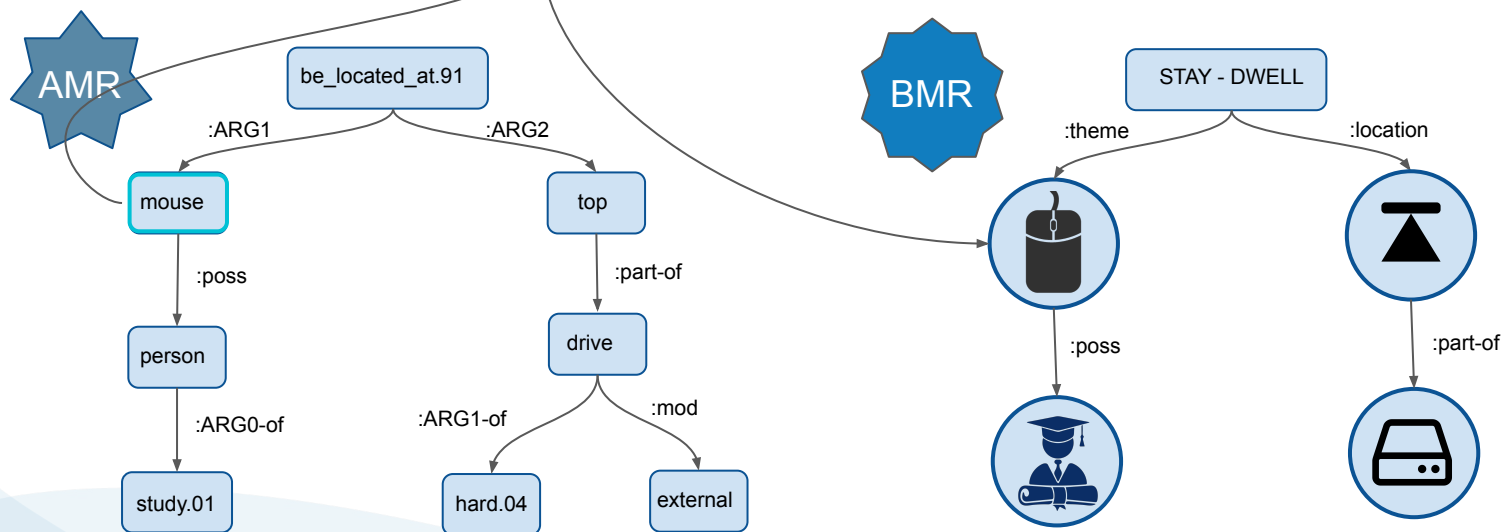 AMR
be_located_at.91
:ARG1
:ARG2
mouse
top
:poss
:part-of
person
drive
:ARG0-of
:ARG1-of
:mod
study.01
hard.04
external
BMR
STAY - DWELL
:theme
:location
:poss
:part-of